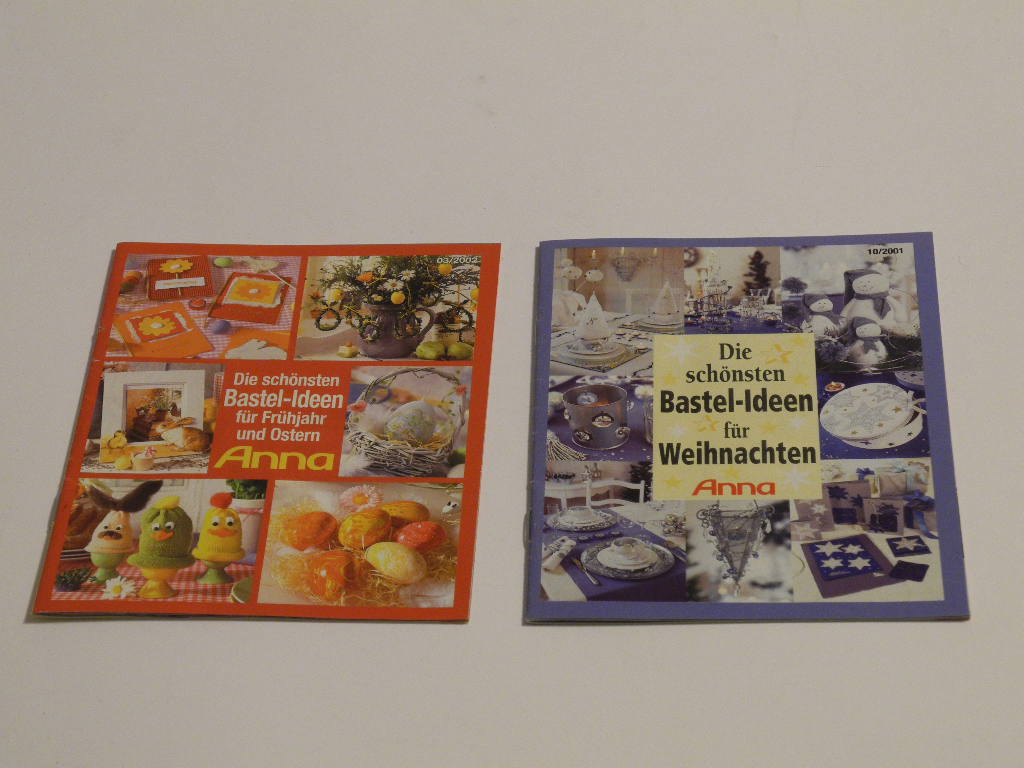 03/2002
Die schönsten
Bastel-Ideen
für Frühjahr
und Ostern
Anna
10/2001
Die
schönsten
Bastel-Ideen
für
Weihnachten
Anna